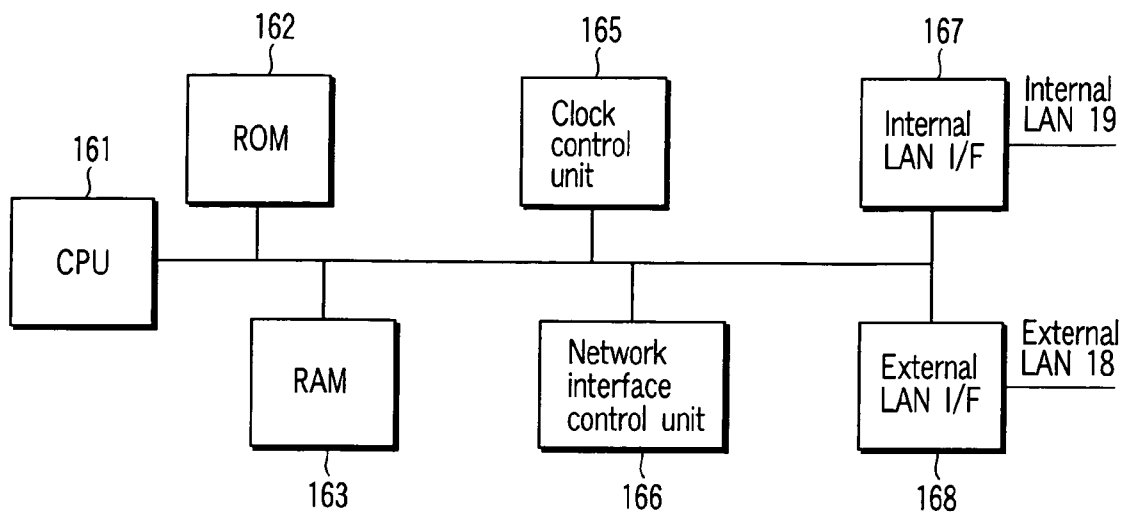 162
165
167
ROM
Clock
control
unit
Internal
LAN I/F
Internal
LAN 19
161
CPU
RAM
Network
interface
control unit
External
LAN I/F
External
LAN 18
163
166
168